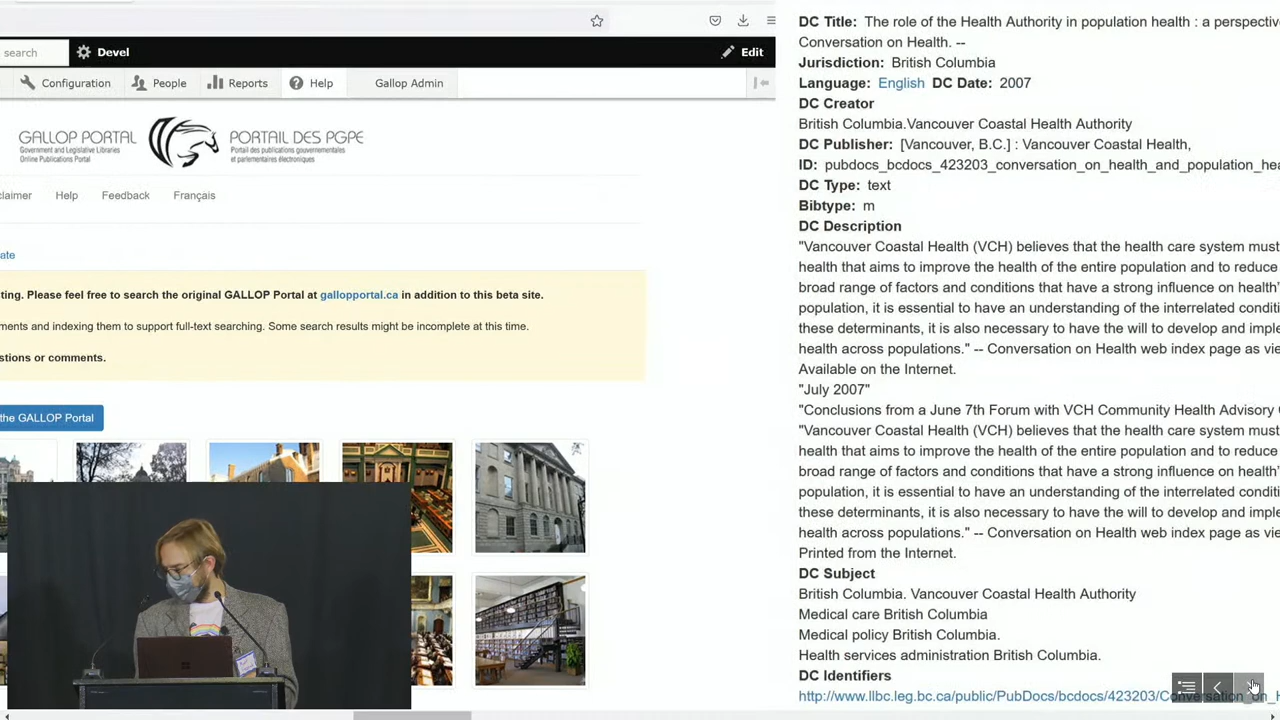 search
Devel
Edit
Configuration
People
Reports
Help
Gallop Admin
GALLOP PORTAL
Government and Legislative Libraries
Online Publications Portal
PORTAIL DES PGPE
Portail des publications gouvernementales
et parlementaires électroniques
claimer
Help
Feedback
Français
ate
ting. Please feel free to search the original GALLOP Portal at gallopportal.ca in addition to this beta site.
ments and indexing them to support full-text searching. Some search results might be incomplete at this time.
stions or comments.
the GALLOP Portal
DC Title: The role of the Health Authority in population health : a perspectiv
Conversation on Health. --
Jurisdiction: British Columbia
Language: English DC Date: 2007
DC Creator
British Columbia.Vancouver Coastal Health Authority
DC Publisher: [Vancouver, B.C.] : Vancouver Coastal Health,
ID: pubdocs_bcdocs_423203_conversation_on_health_and_population_hea
DC Type: text
Bibtype: m
DC Description
"Vancouver Coastal Health (VCH) believes that the health care system must
health that aims to improve the health of the entire population and to reduce
broad range of factors and conditions that have a strong influence on health"
population, it is essential to have an understanding of the interrelated conditi
these determinants, it is also necessary to have the will to develop and imple
health across populations." -- Conversation on Health web index page as vie
Available on the Internet.
"July 2007"
"Conclusions from a June 7th Forum with VCH Community Health Advisory C
"Vancouver Coastal Health (VCH) believes that the health care system must
health that aims to improve the health of the entire population and to reduce
broad range of factors and conditions that have a strong influence on health"
population, it is essential to have an understanding of the interrelated conditi
these determinants, it is also necessary to have the will to develop and imple
health across populations." -- Conversation on Health web index page as vie
Printed from the Internet.
DC Subject
British Columbia. Vancouver Coastal Health Authority
Medical care British Columbia
Medical policy British Columbia.
Health services administration British Columbia.
DC Identifiers
http://www.llbc.leg.bc.ca/public/PubDocs/bcdocs/423203/Conversation_on_H